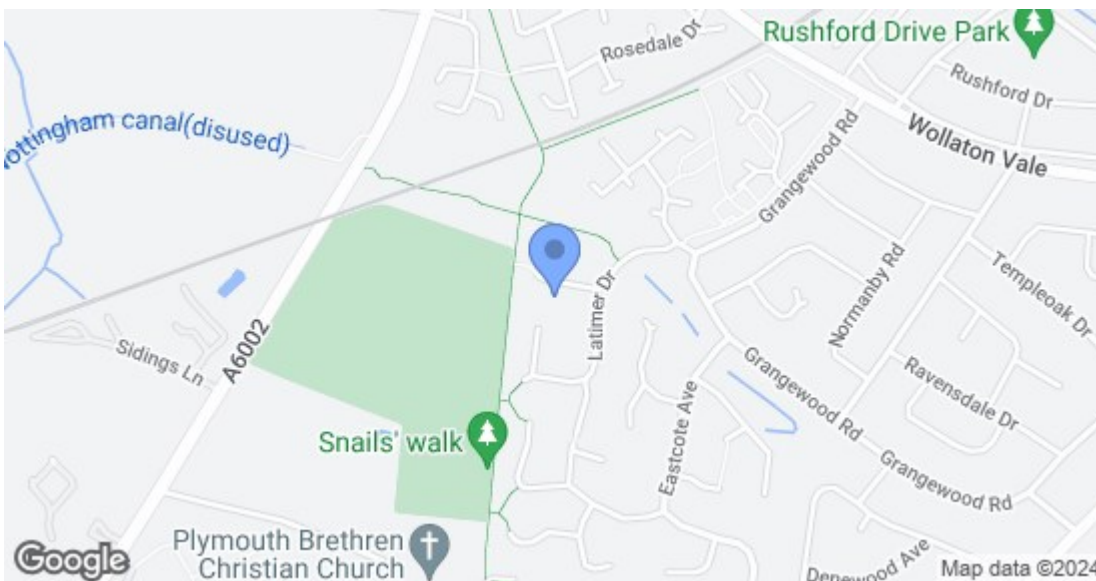 Rushford Drive Park
Rosedale Dr
Rushford Dr
ottingham canal(disused)
Wollaton Vale
Grangewood Rd
Normanby Rd
Templeoak Dr
Latimer Dr
A6002
Sidings Ln
Grangewood Rd
Ravensdale Dr
Eastcote Ave
Snails' walk
Grangewood Rd
Plymouth Brethren
Christian Church
Denewood Ave
Google
Map data ©2024